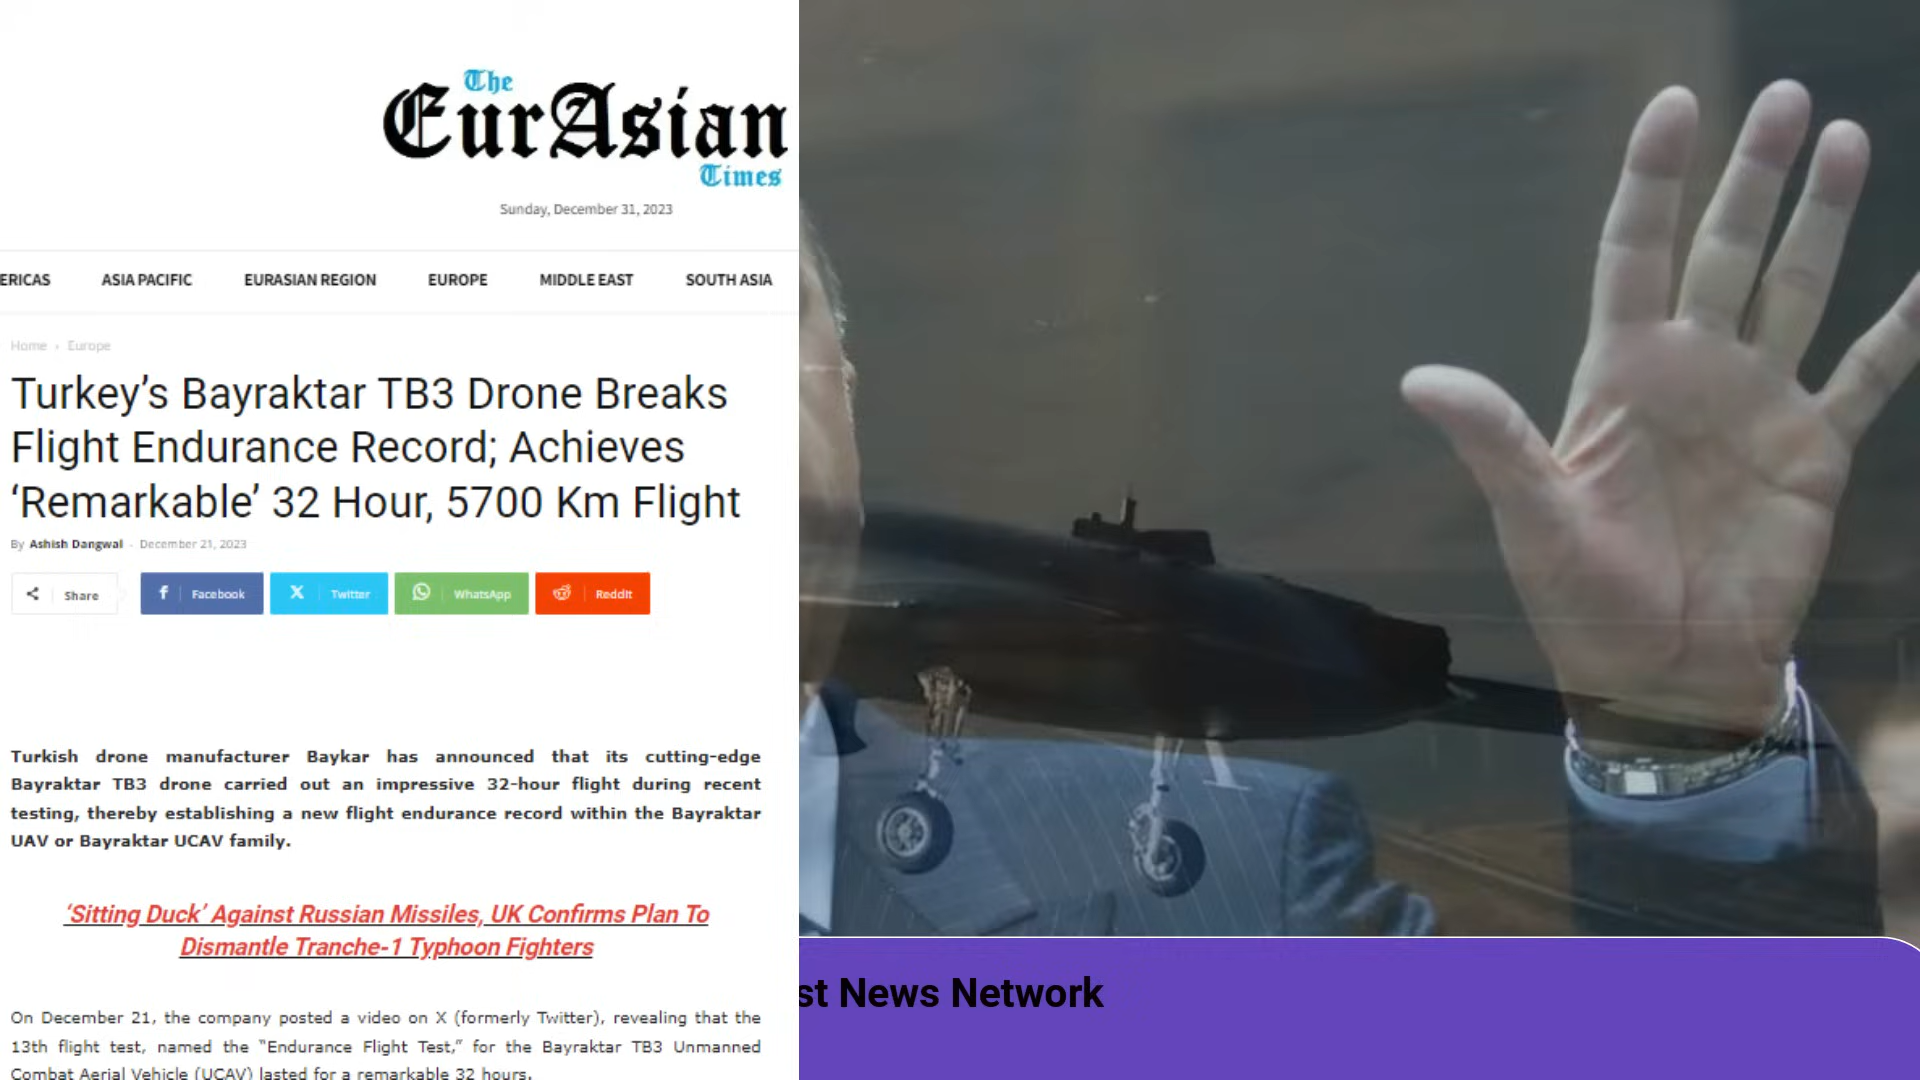 The
EurAsian
Times
Sunday, December 31, 2023
ERICAS ASIA PACIFIC EURASIAN REGION EUROPE MIDDLE EAST SOUTH ASIA
Home › Europe
Turkey’s Bayraktar TB3 Drone Breaks
Flight Endurance Record; Achieves
‘Remarkable’ 32 Hour, 5700 Km Flight
By Ashish Dangwal - December 21, 2023
Share Facebook Twitter WhatsApp ReddIt
Turkish drone manufacturer Baykar has announced that its cutting-edge
Bayraktar TB3 drone carried out an impressive 32-hour flight during recent
testing, thereby establishing a new flight endurance record within the Bayraktar
UAV or Bayraktar UCAV family.
‘Sitting Duck’ Against Russian Missiles, UK Confirms Plan To
Dismantle Tranche-1 Typhoon Fighters
On December 21, the company posted a video on X (formerly Twitter), revealing that the
13th flight test, named the “Endurance Flight Test,” for the Bayraktar TB3 Unmanned
Combat Aerial Vehicle (UCAV) lasted for a remarkable 32 hours.
st News Network